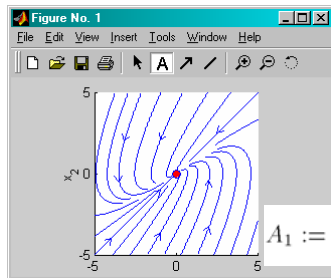 Figure No. 1
File Edit View Insert Tools Window Help
A
5
x2
0
-5
-5 0 5
A1 :=